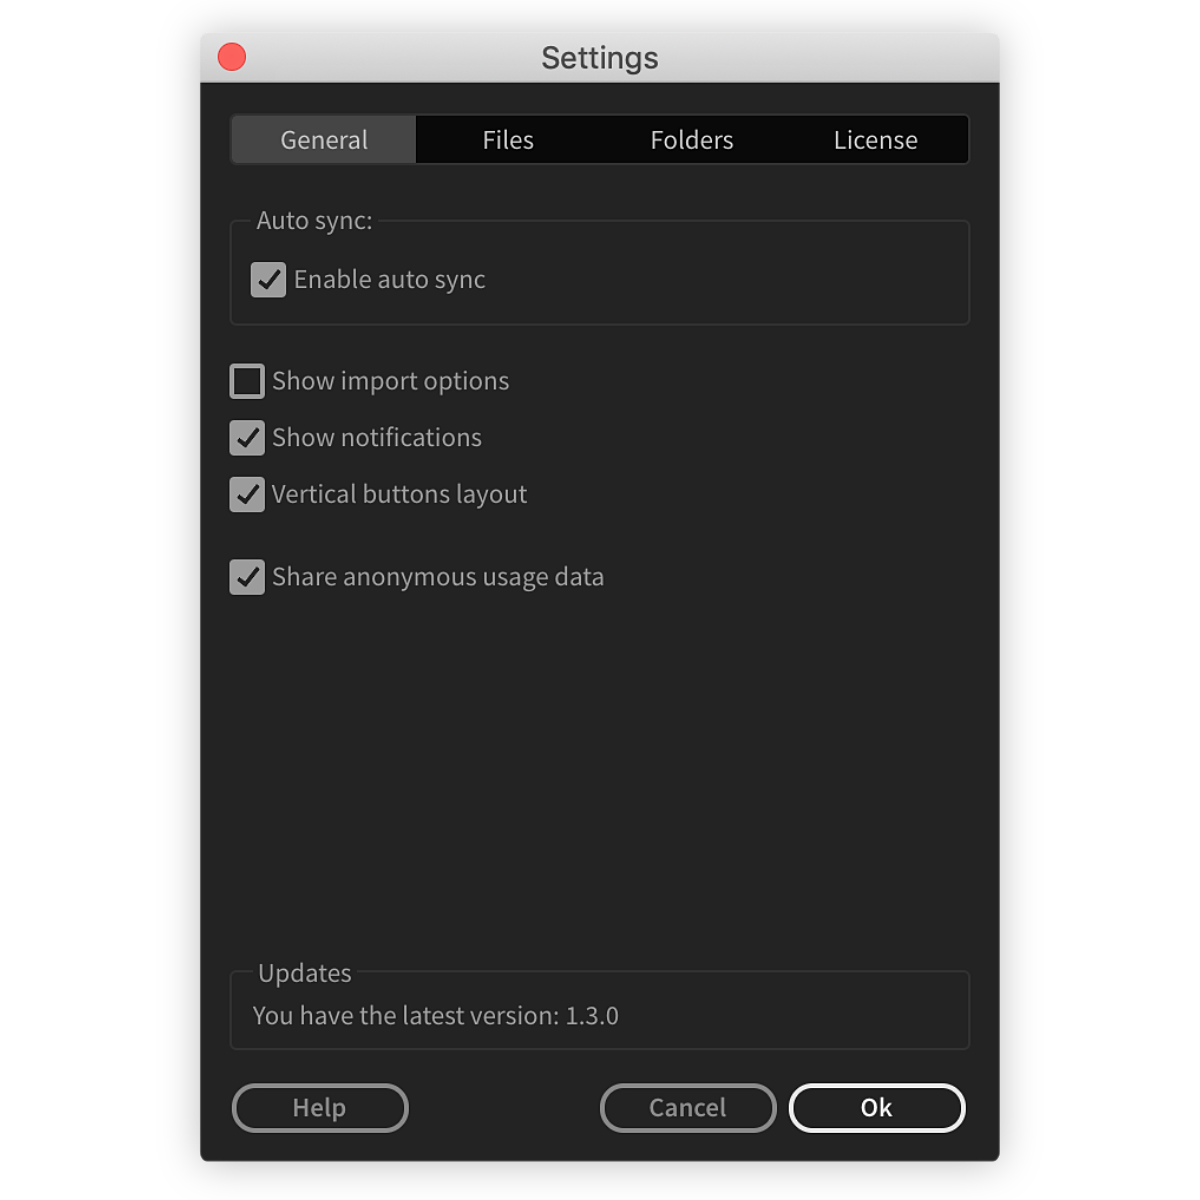 Settings
General Files Folders License
Auto sync:
Enable auto sync
Show import options
Show notifications
Vertical buttons layout
Share anonymous usage data
Updates
You have the latest version: 1.3.0
Help Cancel Ok